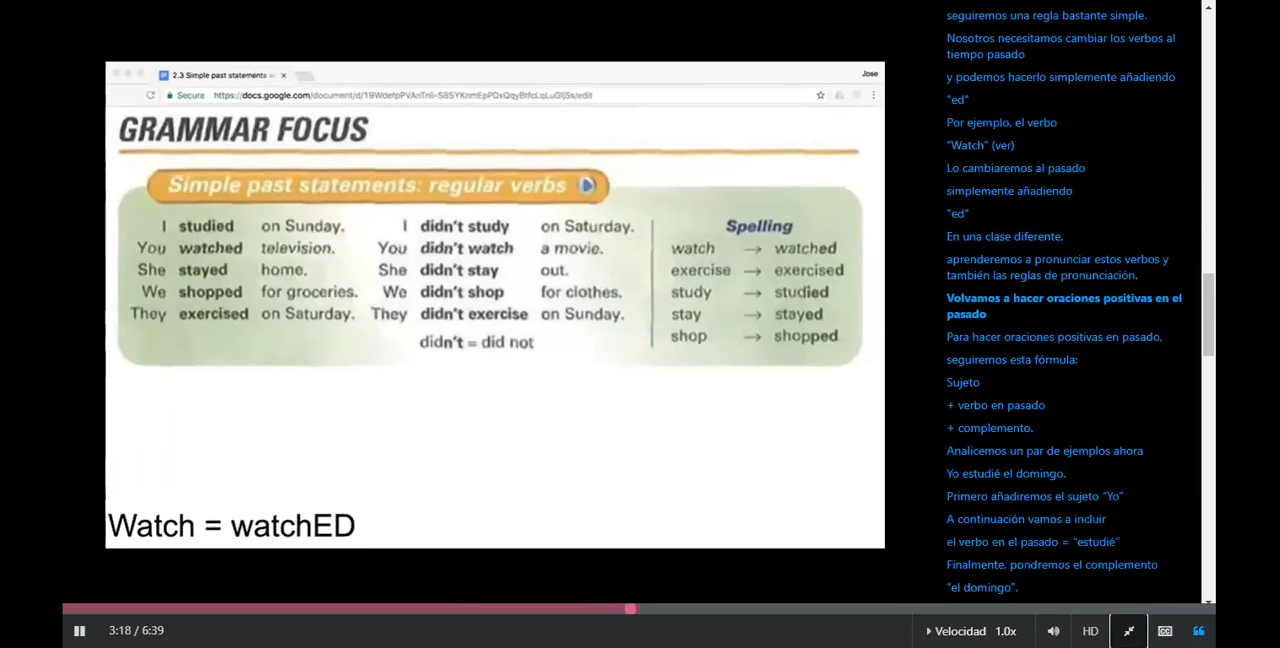 2.3 Simple past statements
Jose
Secure
GRAMMAR FOCUS
Simple past statements: regular verbs
I studied on Sunday. I didn't study on Saturday.
You watched television. You didn't watch a movie.
She stayed home. She didn't stay out.
We shopped for groceries. We didn't shop for clothes.
They exercised on Saturday. They didn't exercise on Sunday.
didn't = did not
Spelling
watch → watched
exercise → exercised
study → studied
stay → stayed
shop → shopped
Watch = watchED
seguiremos una regla bastante simple.
Nosotros necesitamos cambiar los verbos al
tiempo pasado
y podemos hacerlo simplemente añadiendo
"ed"
Por ejemplo, el verbo
“Watch” (ver)
Lo cambiaremos al pasado
simplemente añadiendo
"ed"
En una clase diferente,
aprenderemos a pronunciar estos verbos y
también las reglas de pronunciación.
Volvamos a hacer oraciones positivas en el
pasado
Para hacer oraciones positivas en pasado,
seguiremos esta fórmula:
Sujeto
+ verbo en pasado
+ complemento.
Analicemos un par de ejemplos ahora
Yo estudié el domingo.
Primero añadiremos el sujeto "Yo"
A continuación vamos a incluir
el verbo en el pasado = “estudié”
Finalmente, pondremos el complemento
“el domingo”.
3:18 / 6:39
Velocidad 1.0x
HD
CC